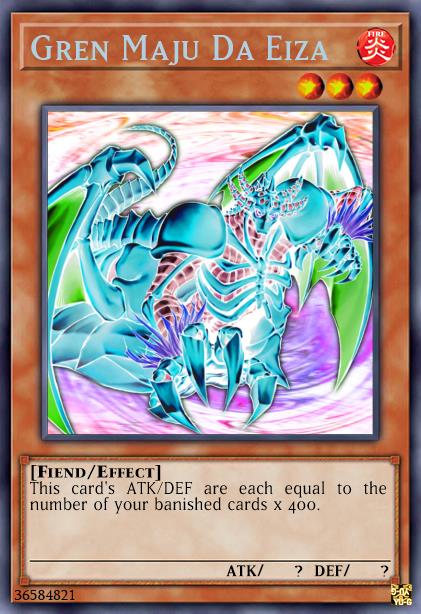 Gren Maju Da Eiza
FIRE
炎
[Fiend/Effect]
This card's ATK/DEF are each equal to the
number of your banished cards x 400.
ATK/ ? DEF/ ?
36584821